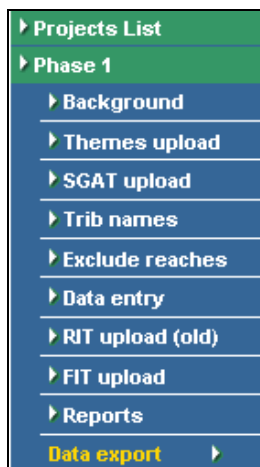 Projects List
Phase 1
Background
Themes upload
SGAT upload
Trib names
Exclude reaches
Data entry
RIT upload (old)
FIT upload
Reports
Data export